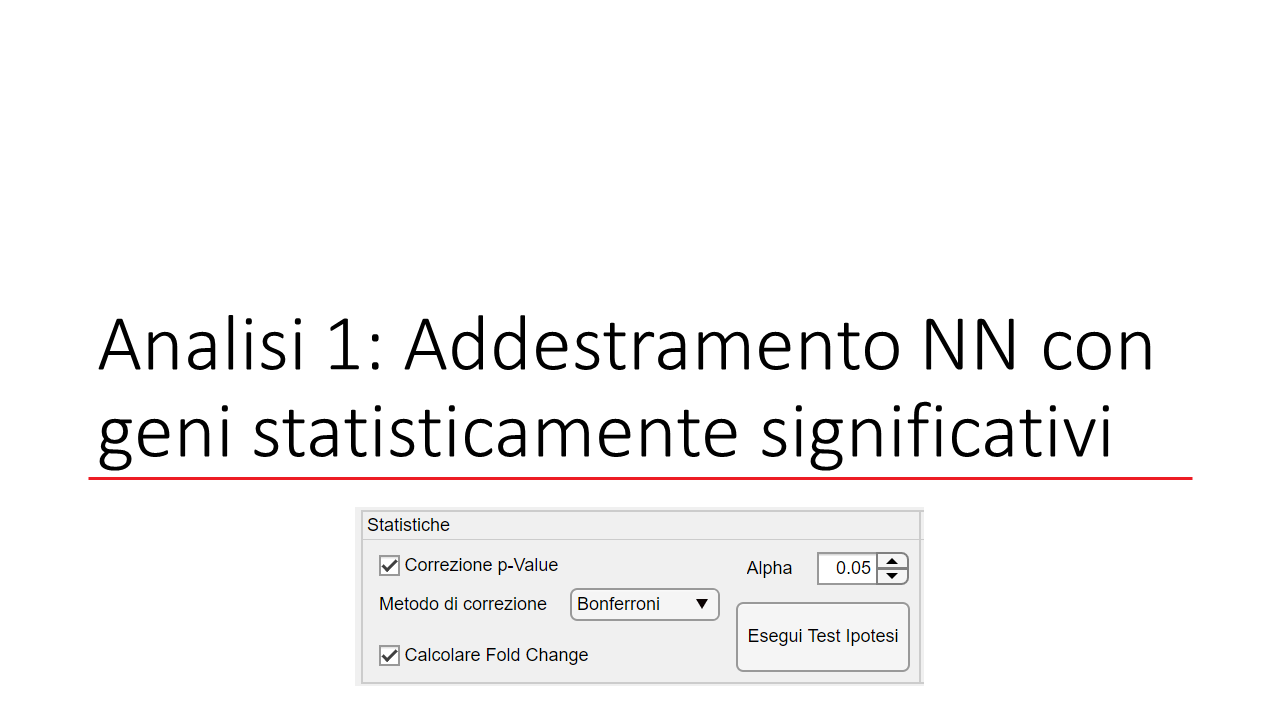 Analisi 1: Addestramento NN con
geni statisticamente significativi
Statistiche
Correzione p-Value
Alpha 0.05
Metodo di correzione Bonferroni
Esegui Test Ipotesi
Calcolare Fold Change